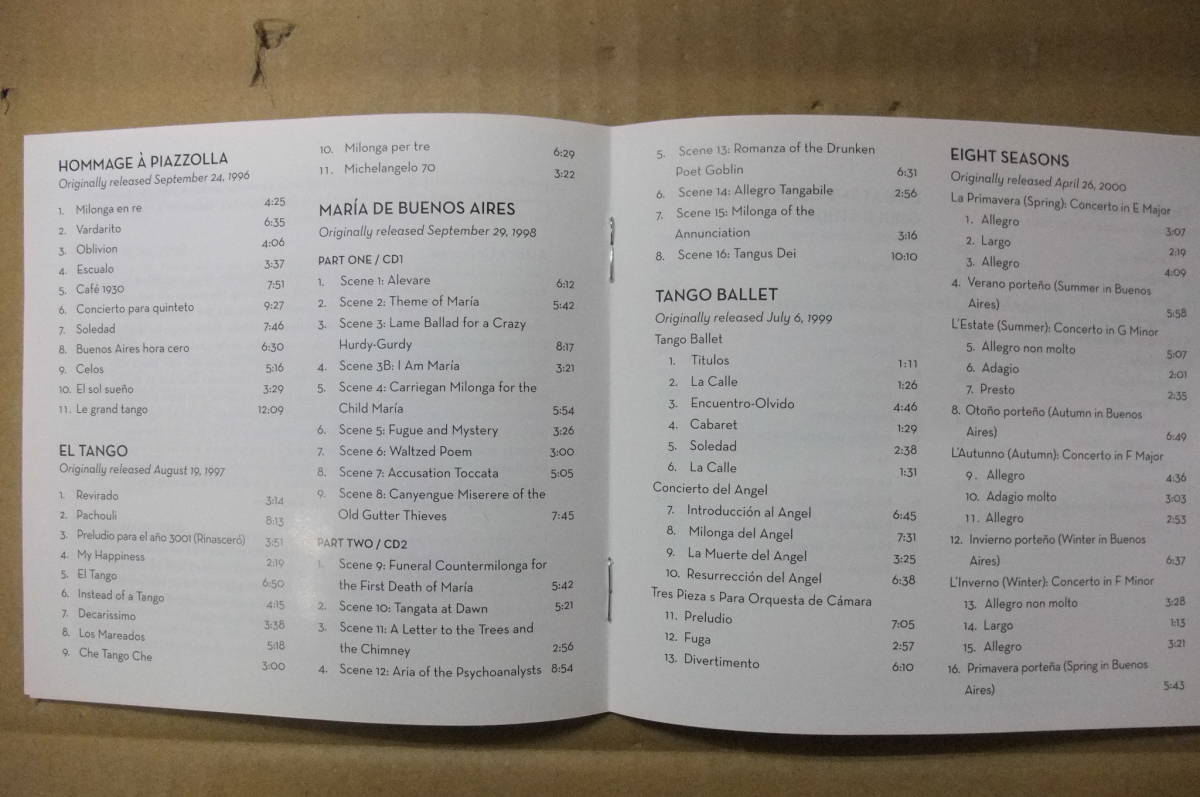 HOMMAGE À PIAZZOLLA
Originally released September 24, 1996
1. Milonga en re 4:25
2. Vardarito 6:35
3. Oblivion 4:06
4. Escualo 3:37
5. Café 1930 7:51
6. Concierto para quinteto 9:27
7. Soledad 7:46
8. Buenos Aires hora cero 6:30
9. Celos 5:16
10. El sol sueño 3:29
11. Le grand tango 12:09
EL TANGO
Originally released August 19, 1997
1. Revirado 3:14
2. Pachouli 8:13
3. Preludio para el año 3001 (Rinasceró) 3:51
4. My Happiness 2:19
5. El Tango 6:50
6. Instead of a Tango 4:15
7. Decarissimo 3:38
8. Los Mareados 5:18
9. Che Tango Che 3:00
10. Milonga per tre 6:29
11. Michelangelo 70 3:22
MARÍA DE BUENOS AIRES
Originally released September 29, 1998
PART ONE / CD1
1. Scene 1: Alevare 6:12
2. Scene 2: Theme of María 5:42
3. Scene 3: Lame Ballad for a Crazy
Hurdy-Gurdy 8:17
4. Scene 3B: I Am María 3:21
5. Scene 4: Carriegan Milonga for the
Child María 5:54
6. Scene 5: Fugue and Mystery 3:26
7. Scene 6: Waltzed Poem 3:00
8. Scene 7: Accusation Toccata 5:05
9. Scene 8: Canyengue Miserere of the
Old Gutter Thieves 7:45
PART TWO / CD2
1. Scene 9: Funeral Countermilonga for
the First Death of María 5:42
2. Scene 10: Tangata at Dawn 5:21
3. Scene 11: A Letter to the Trees and
the Chimney 2:56
4. Scene 12: Aria of the Psychoanalysts 8:54
5. Scene 13: Romanza of the Drunken
Poet Goblin 6:31
6. Scene 14: Allegro Tangabile 2:56
7. Scene 15: Milonga of the
Annunciation 3:16
8. Scene 16: Tangus Dei 10:10
TANGO BALLET
Originally released July 6, 1999
Tango Ballet
1. Titulos 1:11
2. La Calle 1:26
3. Encuentro-Olvido 4:46
4. Cabaret 1:29
5. Soledad 2:38
6. La Calle 1:31
Concierto del Angel
7. Introducción al Angel 6:45
8. Milonga del Angel 7:31
9. La Muerte del Angel 3:25
10. Resurrección del Angel 6:38
Tres Pieza s Para Orquesta de Cámara
11. Preludio 7:05
12. Fuga 2:57
13. Divertimento 6:10
EIGHT SEASONS
Originally released April 26, 2000
La Primavera (Spring): Concerto in E Major
1. Allegro 3:07
2. Largo 2:19
3. Allegro 4:09
4. Verano porteño (Summer in Buenos
Aires) 5:58
L'Estate (Summer): Concerto in G Minor
5. Allegro non molto 5:07
6. Adagio 2:01
7. Presto 2:35
8. Otoño porteño (Autumn in Buenos
Aires) 6:49
L'Autunno (Autumn): Concerto in F Major
9. Allegro 4:36
10. Adagio molto 3:03
11. Allegro 2:53
12. Invierno porteño (Winter in Buenos
Aires) 6:37
L'Inverno (Winter): Concerto in F Minor
13. Allegro non molto 3:28
14. Largo 1:13
15. Allegro 3:21
16. Primavera porteña (Spring in Buenos
Aires) 5:43